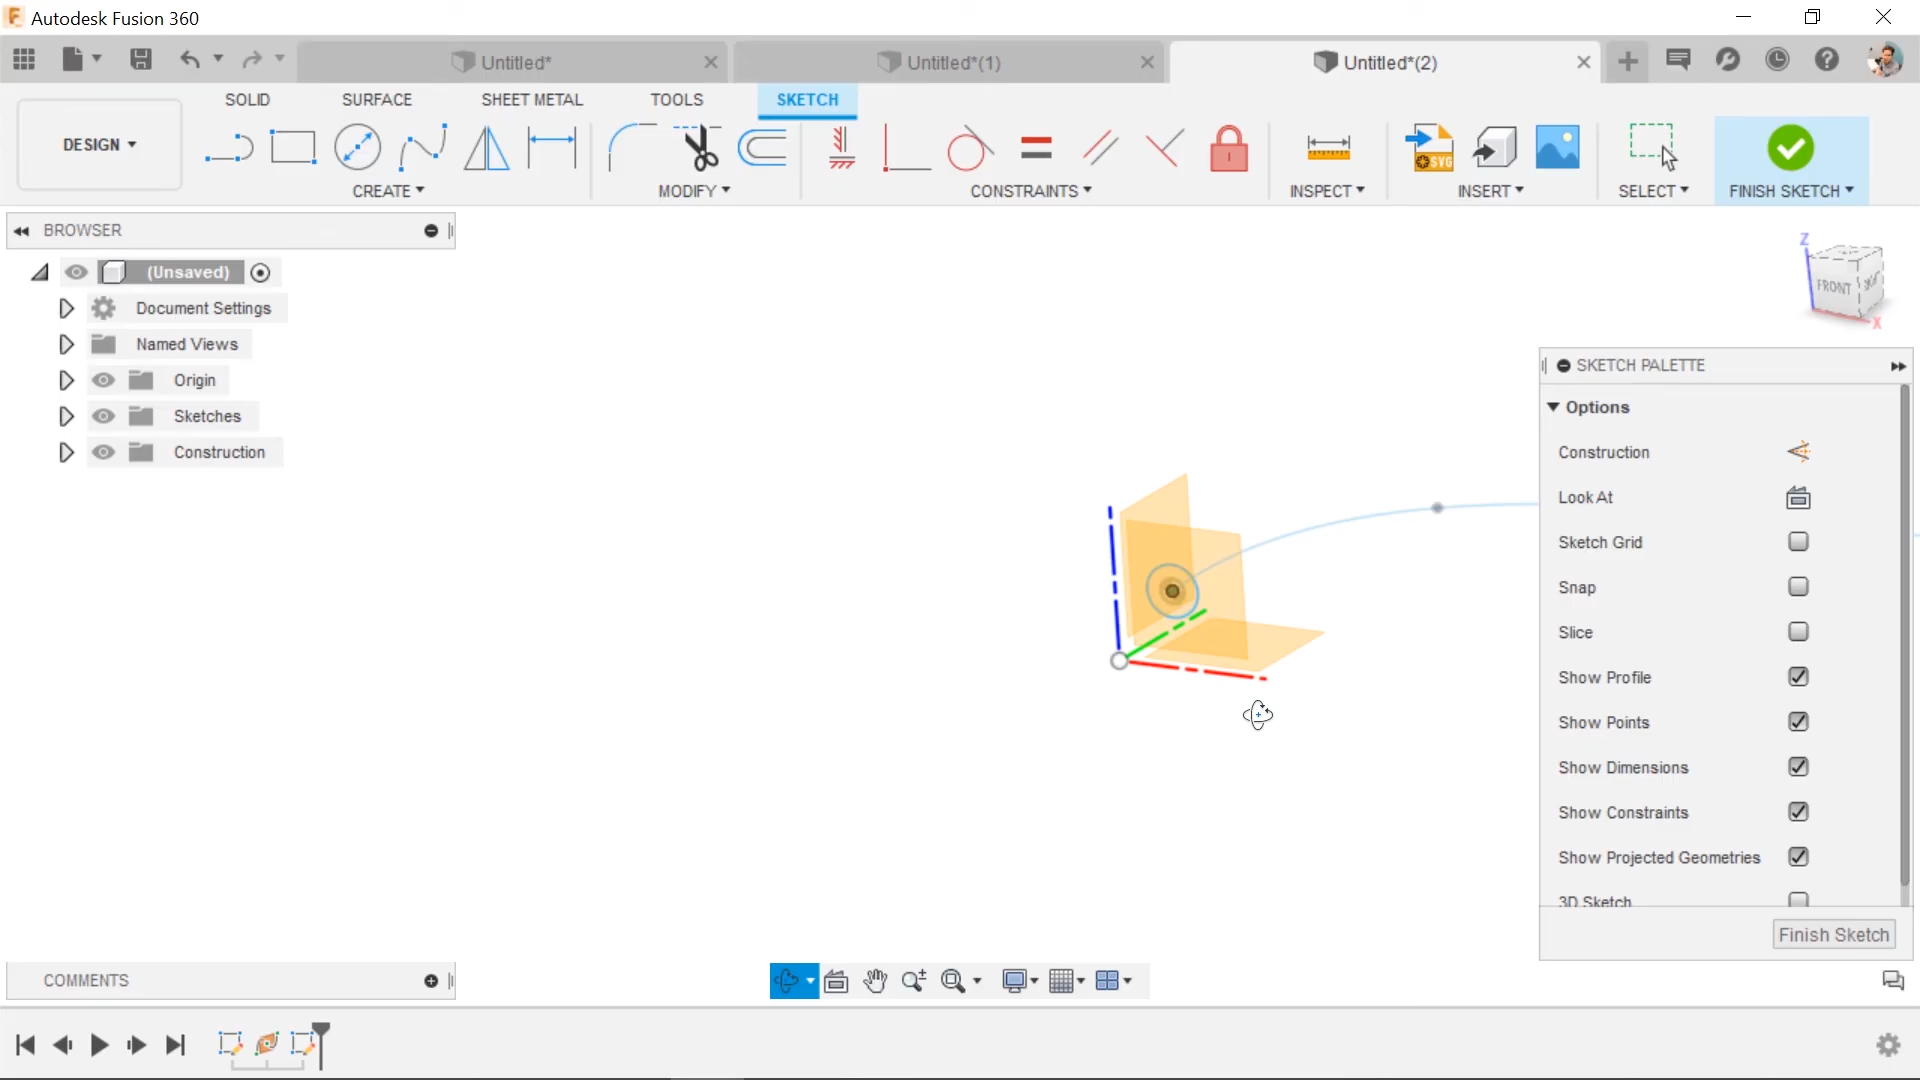 Autodesk Fusion 360
Untitled*
Untitled*(1)
Untitled*(2)
SOLID
SURFACE
SHEET METAL
TOOLS
SKETCH
DESIGN
CREATE
MODIFY
CONSTRAINTS
INSPECT
SVG
INSERT
SELECT
FINISH SKETCH
BROWSER
(Unsaved)
Document Settings
Named Views
Origin
Sketches
Construction
Z
FRONT
X
SKETCH PALETTE
Options
Construction
Look At
Sketch Grid
Snap
Slice
Show Profile
Show Points
Show Dimensions
Show Constraints
Show Projected Geometries
3D Sketch
Finish Sketch
COMMENTS